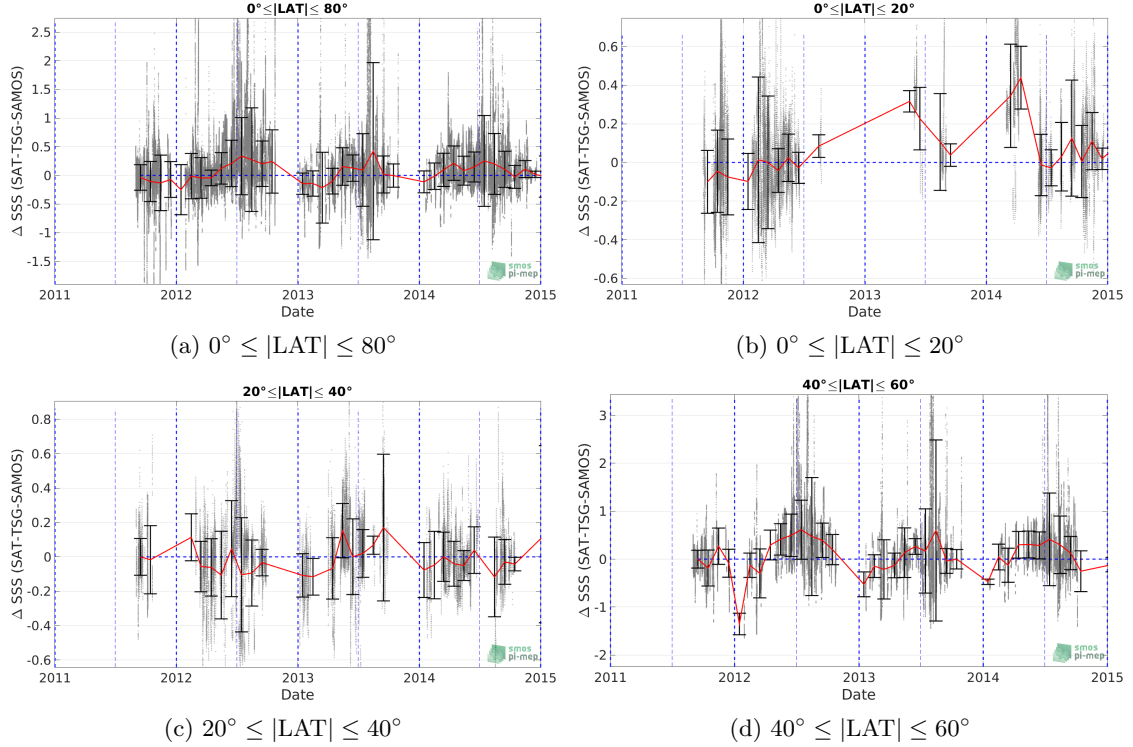 0°≤|LAT|≤ 80°
Δ SSS (SAT-TSG-SAMOS)
2.5
2
1.5
1
0.5
0
-0.5
-1
-1.5
2011
2012
2013
2014
2015
Date
smos
pi-mep
(a) 0° ≤ |LAT| ≤ 80°
0°≤|LAT|≤ 20°
Δ SSS (SAT-TSG-SAMOS)
0.6
0.4
0.2
0
-0.2
-0.4
-0.6
2011
2012
2013
2014
2015
Date
smos
pi-mep
(b) 0° ≤ |LAT| ≤ 20°
20°≤|LAT|≤ 40°
Δ SSS (SAT-TSG-SAMOS)
0.8
0.6
0.4
0.2
0
-0.2
-0.4
-0.6
2011
2012
2013
2014
2015
Date
smos
pi-mep
(c) 20° ≤ |LAT| ≤ 40°
40°≤|LAT|≤ 60°
Δ SSS (SAT-TSG-SAMOS)
3
2
1
0
-1
-2
2011
2012
2013
2014
2015
Date
smos
pi-mep
(d) 40° ≤ |LAT| ≤ 60°